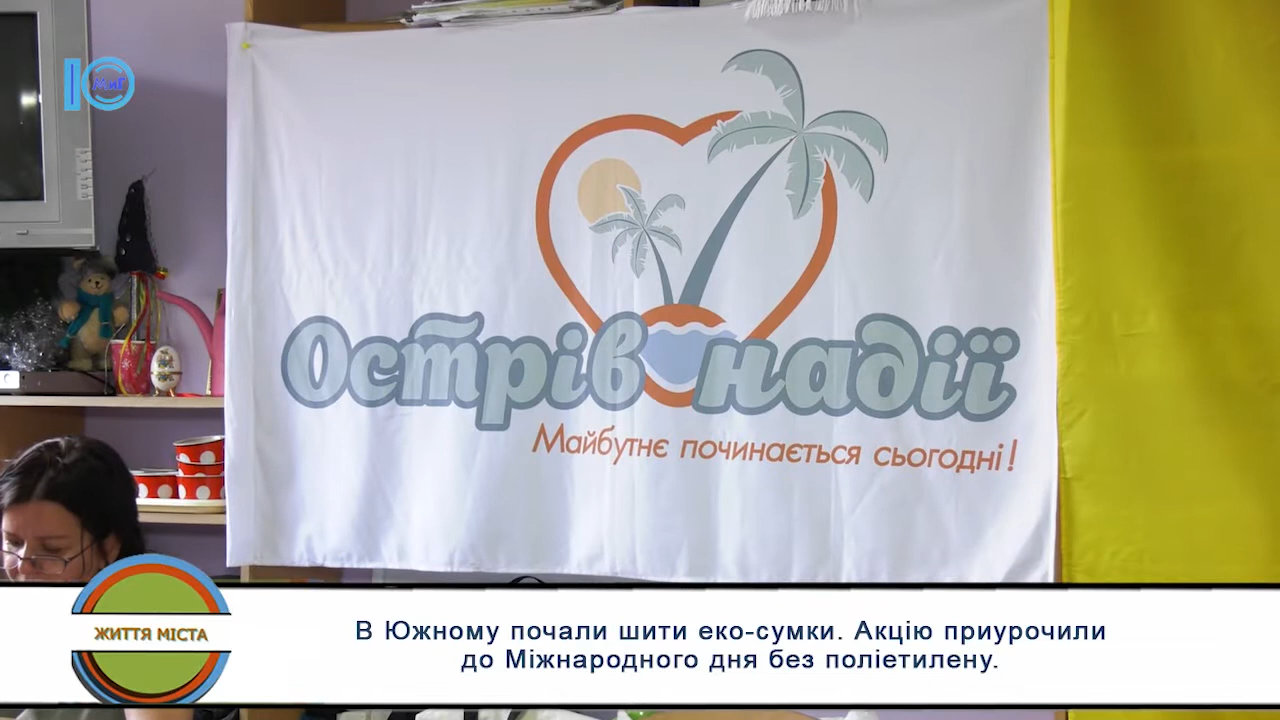 МиГ
Острів надії
Майбутнє починається сьогодні!
ЖИТТЯ МІСТА
В Южному почали шити еко-сумки. Акцію приурочили
до Міжнародного дня без поліетилену.